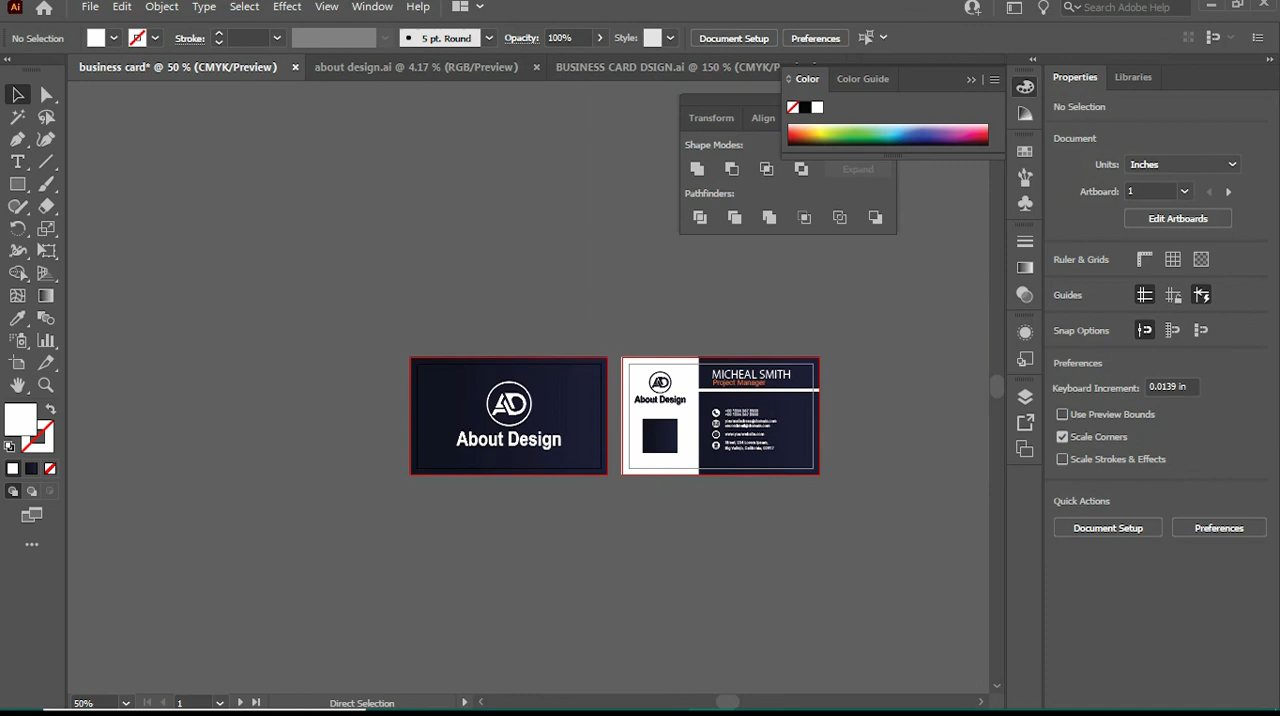 Ai
File Edit Object Type Select Effect View Window Help
Search Adobe Help
No Selection Stroke: 5 pt. Round Opacity: 100% Style: Document Setup Preferences
business card* @ 50 % (CMYK/Preview) about design.ai @ 4.17 % (RGB/Preview) BUSINESS CARD DSIGN.ai @ 150 % (CMYK/P
Color Color Guide
Transform Align
Shape Modes:
Expand
Pathfinders:
Properties Libraries
No Selection
Document
Units: Inches
Artboard: 1
Edit Artboards
Ruler & Grids
Guides
Snap Options
Preferences
Keyboard Increment: 0.0139 in
Use Preview Bounds
Scale Corners
Scale Strokes & Effects
Quick Actions
Document Setup Preferences
AD
About Design
AD
About Design
MICHEAL SMITH
Project Manager
50% 1 Direct Selection